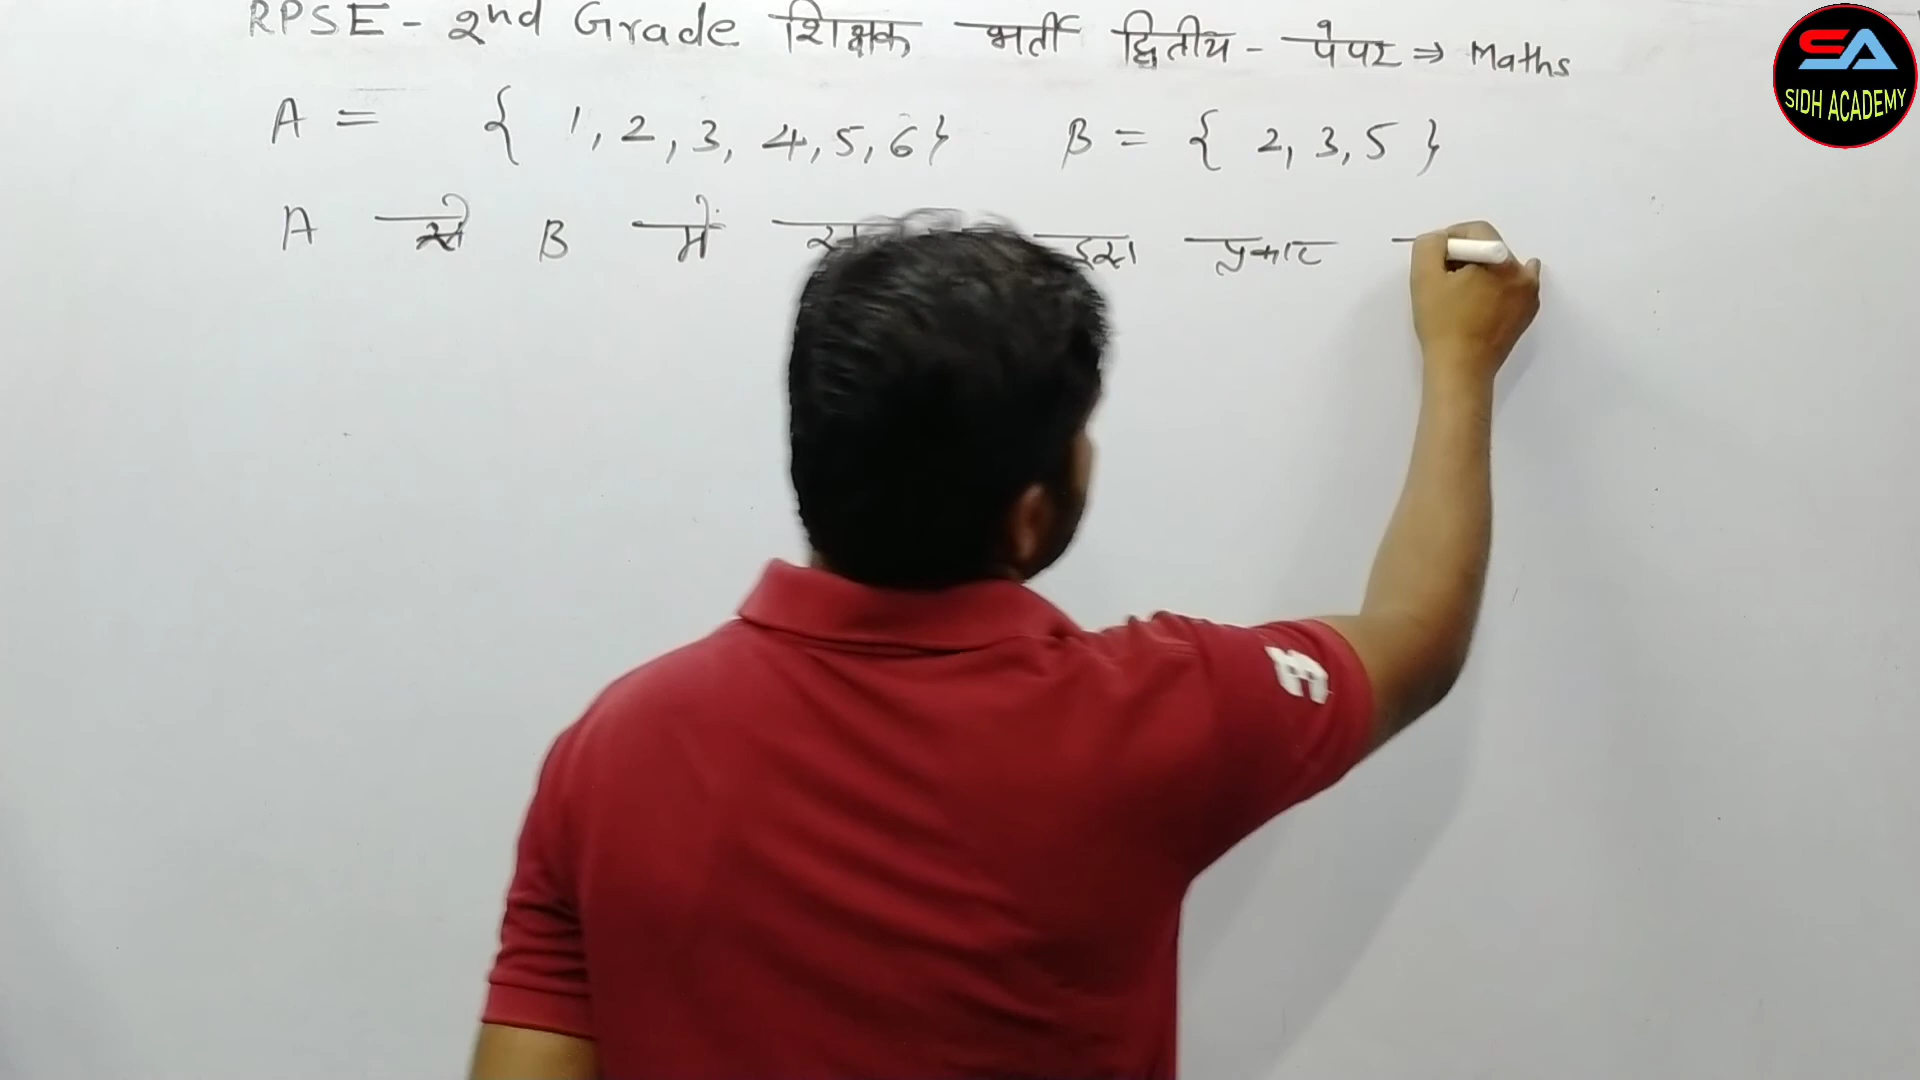 RPSE - 2nd Grade शिक्षक भर्ती द्वितीय - पेपर ⇒ Maths
A = { 1, 2, 3, 4, 5, 6 } B = { 2, 3, 5 }
A से B में इस प्रकार
SA
SIDH ACADEMY